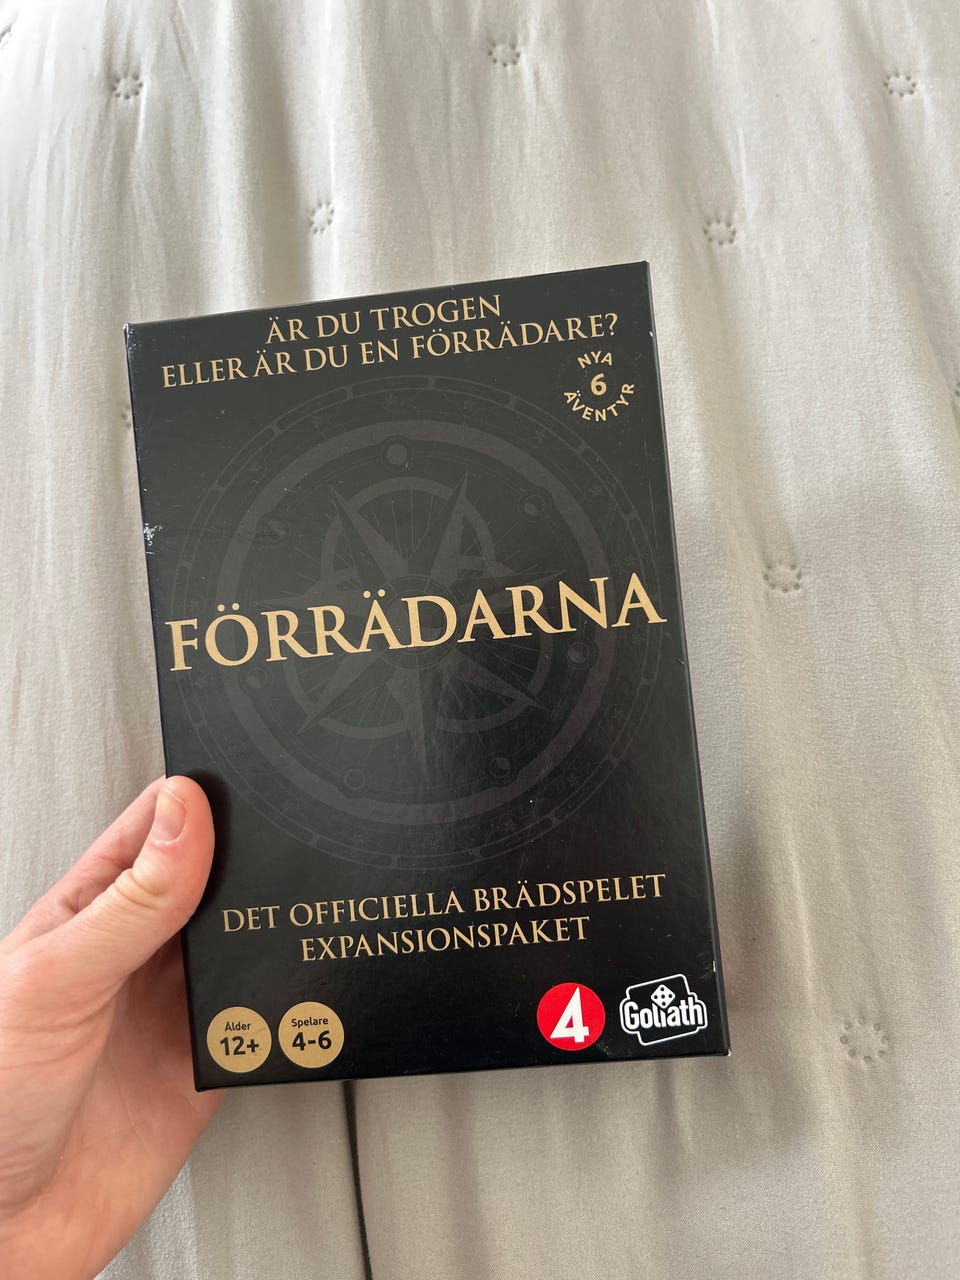 ÄR DU TROGEN
ELLER ÄR DU EN FÖRRÄDARE?
NYA
6
ÄVENTYR
FÖRRÄDARNA
DET OFFICIELLA BRÄDSPELET
EXPANSIONSPAKET
Ålder
12+
Spelare
4-6
4
Goliath